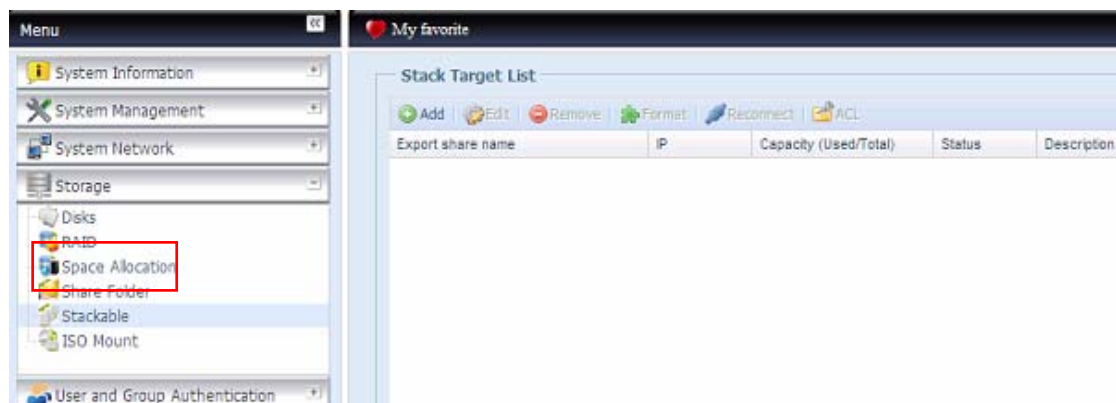 Menu
My favorite
System Information
System Management
System Network
Storage
Disks
RAID
Space Allocation
Share Folder
Stackable
ISO Mount
User and Group Authentication
Stack Target List
Add Edit Remove Format Reconnect ACL
Export share name IP Capacity (Used/Total) Status Description